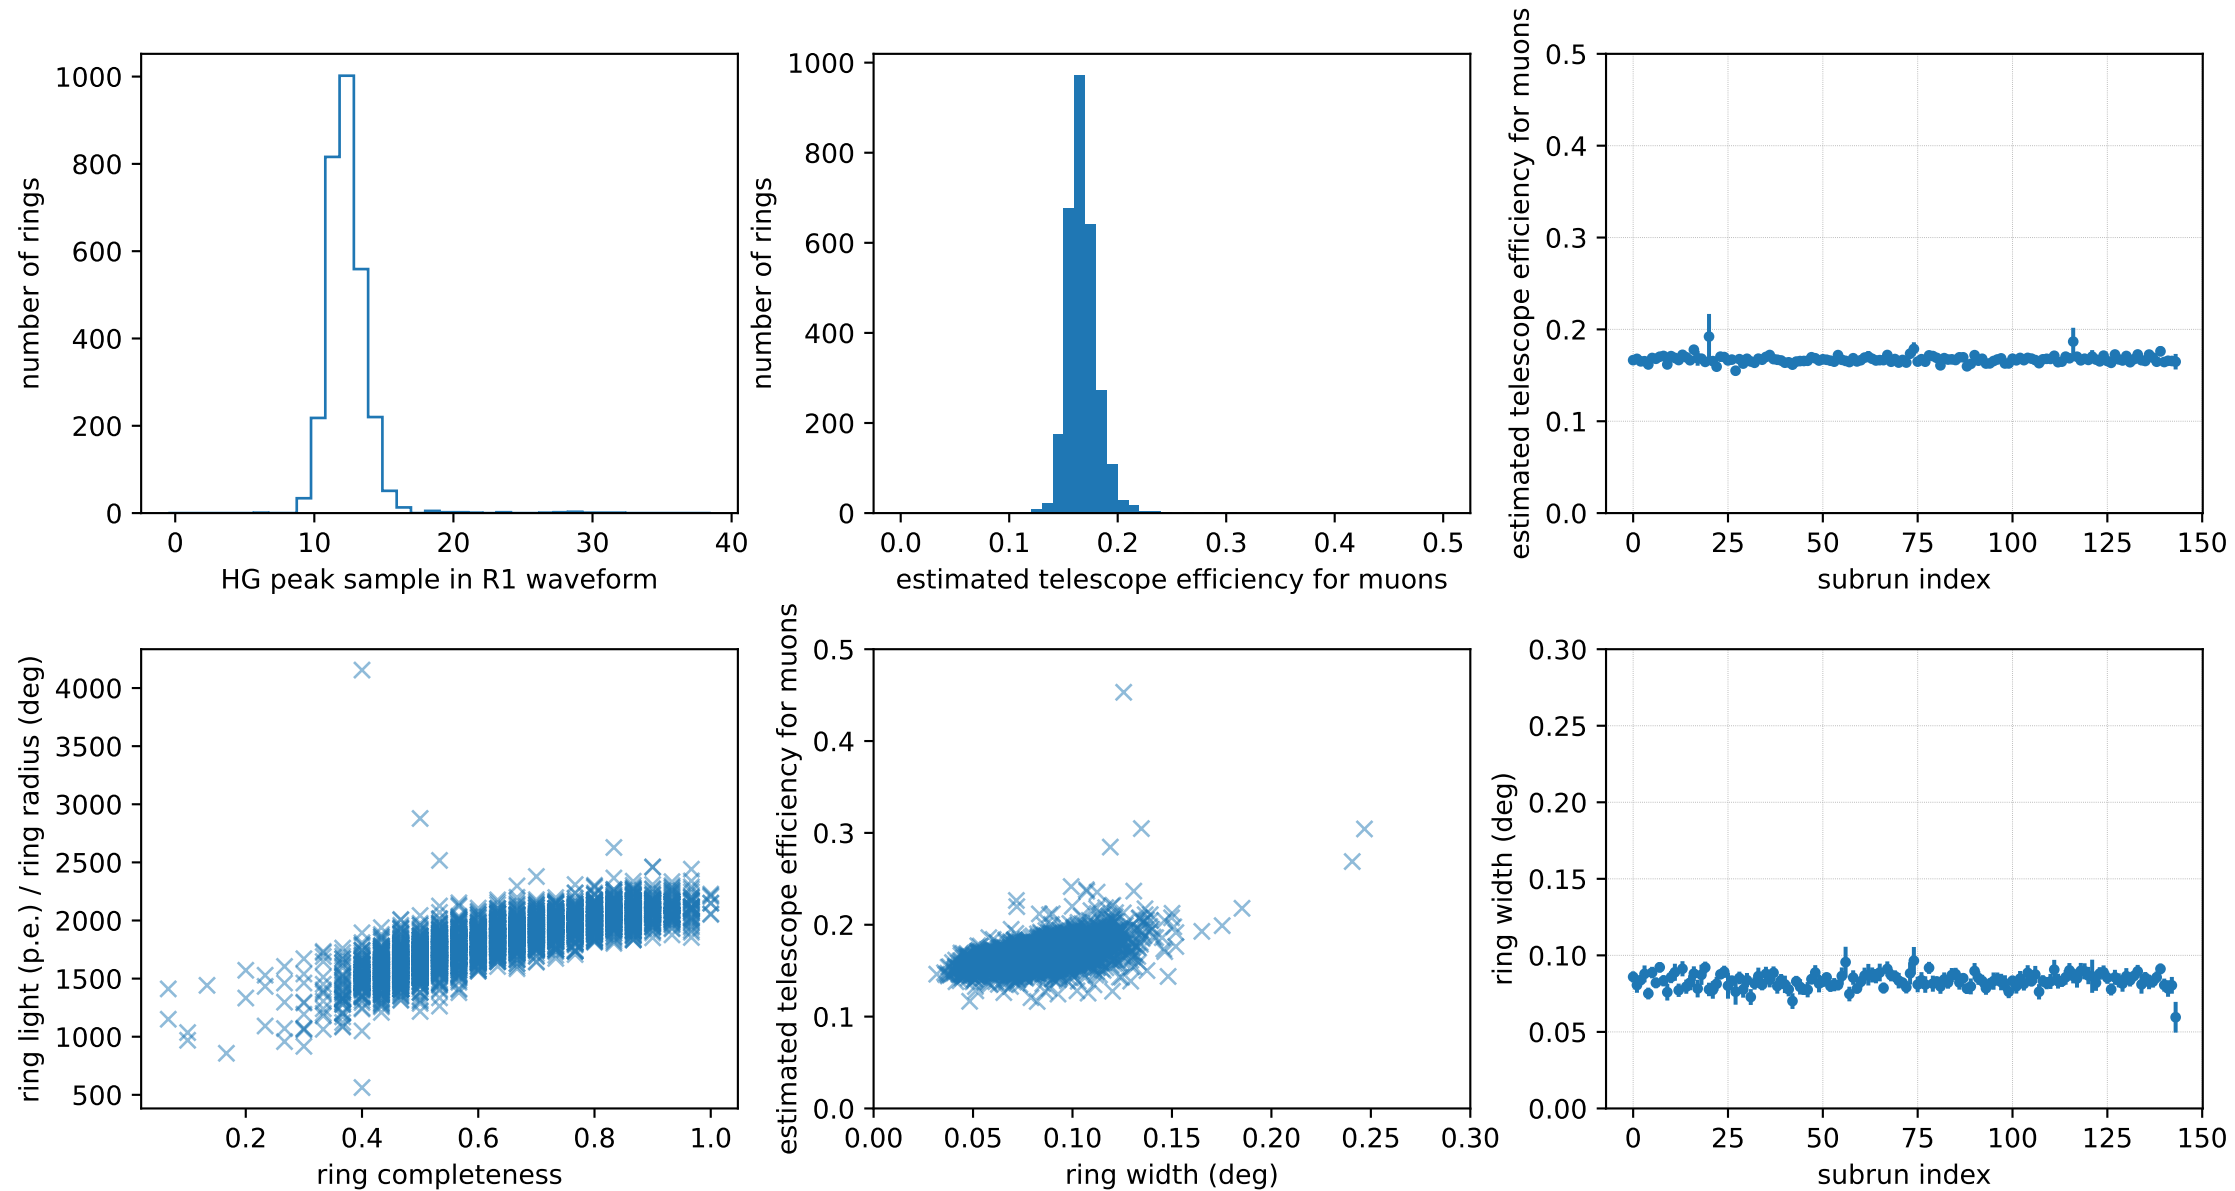 number of rings
1000
800
600
400
200
0
0 10 20 30 40
HG peak sample in R1 waveform
number of rings
1000
800
600
400
200
0
0.0 0.1 0.2 0.3 0.4 0.5
estimated telescope efficiency for muons
estimated telescope efficiency for muons
0.5
0.4
0.3
0.2
0.1
0.0
0 25 50 75 100 125 150
subrun index
ring light (p.e.) / ring radius (deg)
4000
3500
3000
2500
2000
1500
1000
500
0.2 0.4 0.6 0.8 1.0
ring completeness
estimated telescope efficiency for muons
0.5
0.4
0.3
0.2
0.1
0.0
0.00 0.05 0.10 0.15 0.20 0.25 0.30
ring width (deg)
ring width (deg)
0.30
0.25
0.20
0.15
0.10
0.05
0.00
0 25 50 75 100 125 150
subrun index